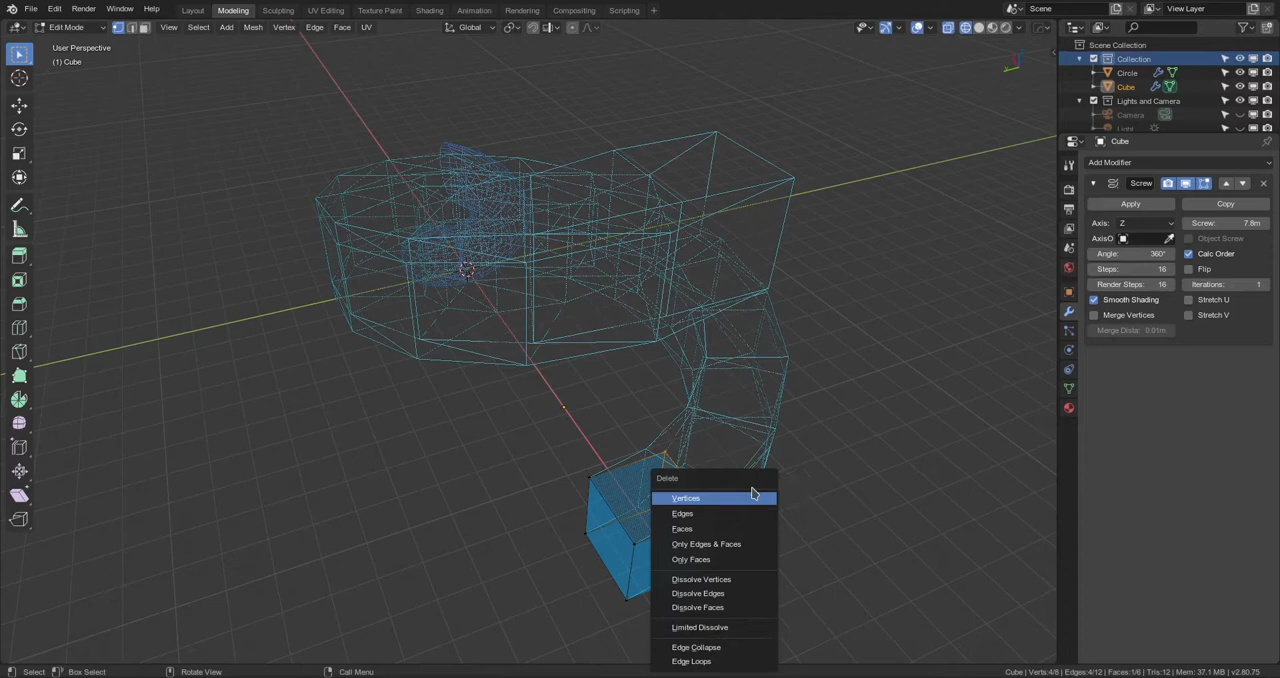 File Edit Render Window Help Layout Modeling Sculpting UV Editing Texture Paint Shading Animation Rendering Compositing Scripting + Scene View Layer
Edit Mode View Select Add Mesh Vertex Edge Face UV Global
User Perspective
(1) Cube
Scene Collection
Collection
Circle
Cube
Lights and Camera
Camera
Light
Cube
Add Modifier
Screw
Apply Copy
Axis: Z Screw: 7.8m
AxisO Object Screw
Angle: 360° Calc Order
Steps: 16 Flip
Render Steps: 16 Iterations: 1
Smooth Shading Stretch U
Merge Vertices Stretch V
Merge Dista: 0.01m
Delete
Vertices
Edges
Faces
Only Edges & Faces
Only Faces
Dissolve Vertices
Dissolve Edges
Dissolve Faces
Limited Dissolve
Edge Collapse
Edge Loops
Select Box Select Rotate View Call Menu Cube | Verts:4/8 | Edges:4/12 | Faces:1/6 | Tris:12 | Mem: 37.1 MB | v2.80.75